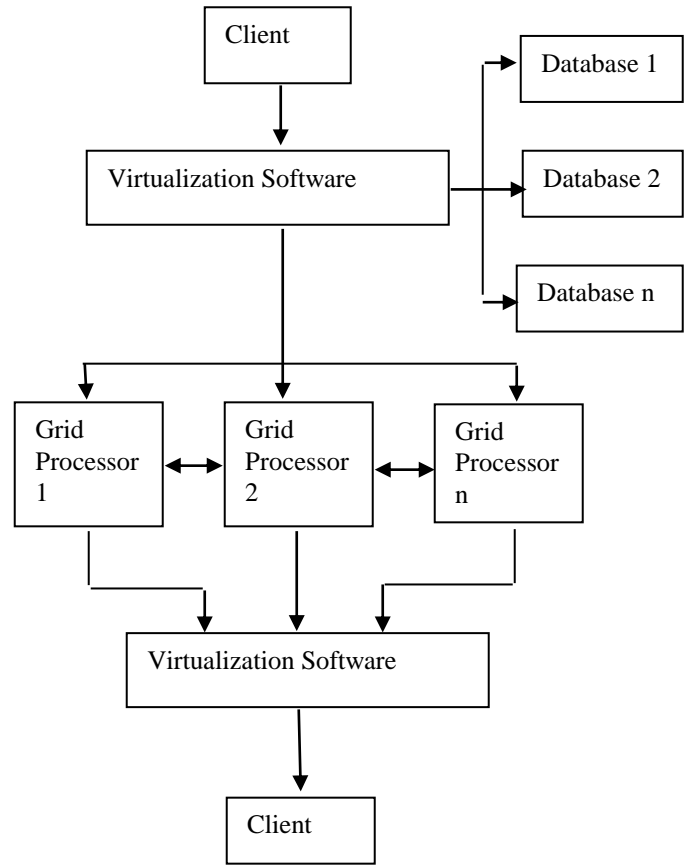 Client
Database 1
Virtualization Software
Database 2
Database n
Grid
Processor
1
Grid
Processor
2
Grid
Processor
n
Virtualization Software
Client